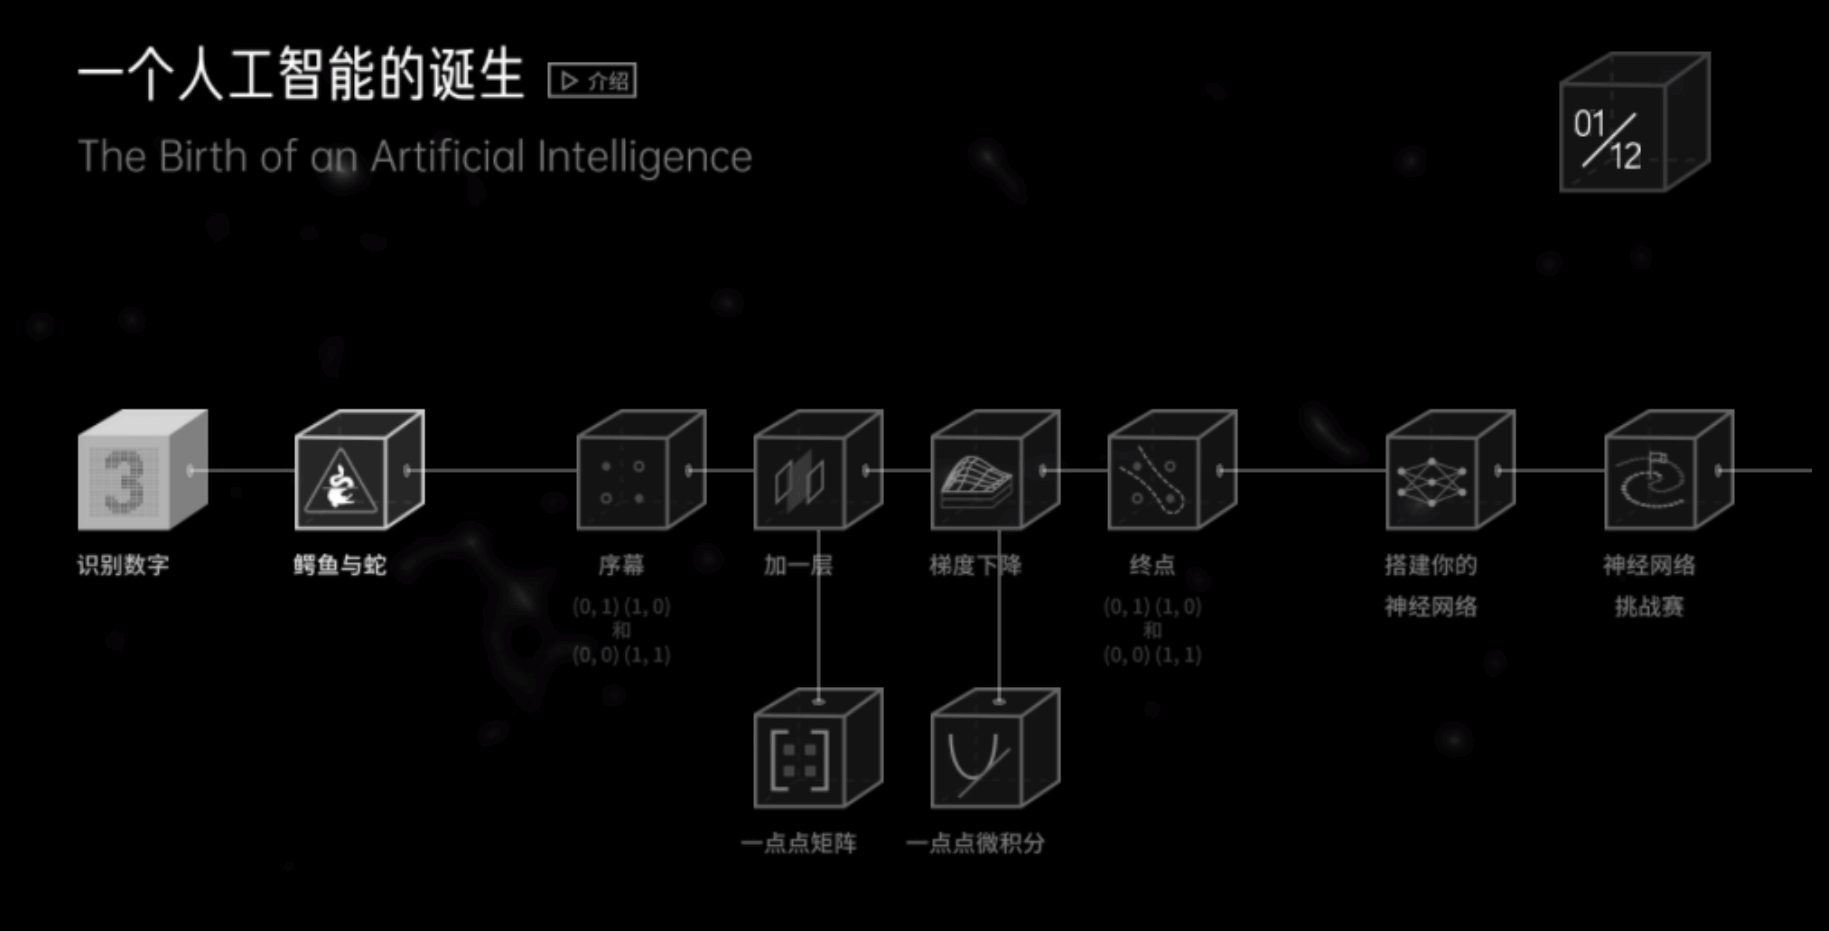 一个人工智能的诞生
介绍
The Birth of an Artificial Intelligence
01/12
3
识别数字
鳄鱼与蛇
序幕
(0, 1) (1, 0)
和
(0, 0) (1, 1)
加一层
梯度下降
终点
(0, 1) (1, 0)
和
(0, 0) (1, 1)
搭建你的
神经网络
神经网络
挑战赛
一点点矩阵
一点点微积分